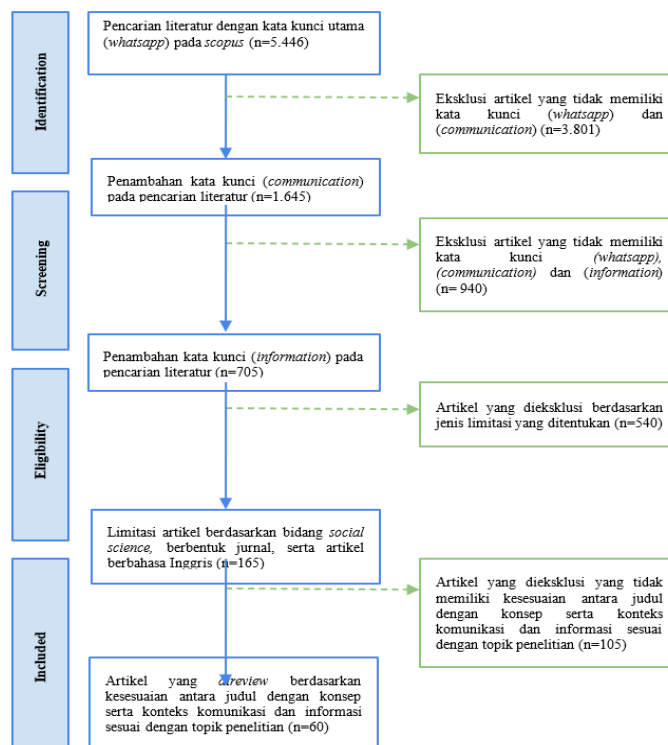 Identification
Pencarian literatur dengan kata kunci utama
(whatsapp) pada scopus (n=5.446)
Eksklusi artikel yang tidak memiliki
kata kunci (whatsapp) dan
(communication) (n=3.801)
Penambahan kata kunci (communication)
pada pencarian literatur (n=1.645)
Screening
Eksklusi artikel yang tidak memiliki
kata kunci (whatsapp),
(communication) dan (information)
(n= 940)
Penambahan kata kunci (information) pada
pencarian literatur (n=705)
Eligibility
Artikel yang dieksklusi berdasarkan
jenis limitasi yang ditentukan (n=540)
Limitasi artikel berdasarkan bidang social
science, berbentuk jurnal, serta artikel
berbahasa Inggris (n=165)
Included
Artikel yang dieksklusi yang tidak
memiliki kesesuaian antara judul
dengan konsep serta konteks
komunikasi dan informasi sesuai
dengan topik penelitian (n=105)
Artikel yang direview berdasarkan
kesesuaian antara judul dengan konsep
serta konteks komunikasi dan informasi
sesuai dengan topik penelitian (n=60)